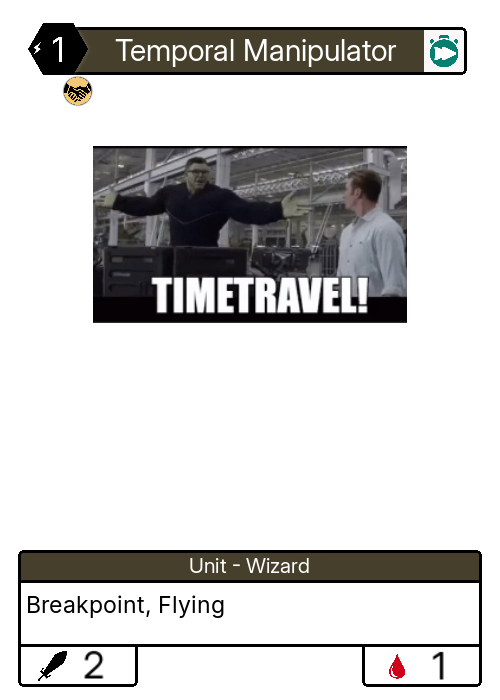 1
Temporal Manipulator
TIMETRAVEL!
Unit - Wizard
Breakpoint, Flying
2
1